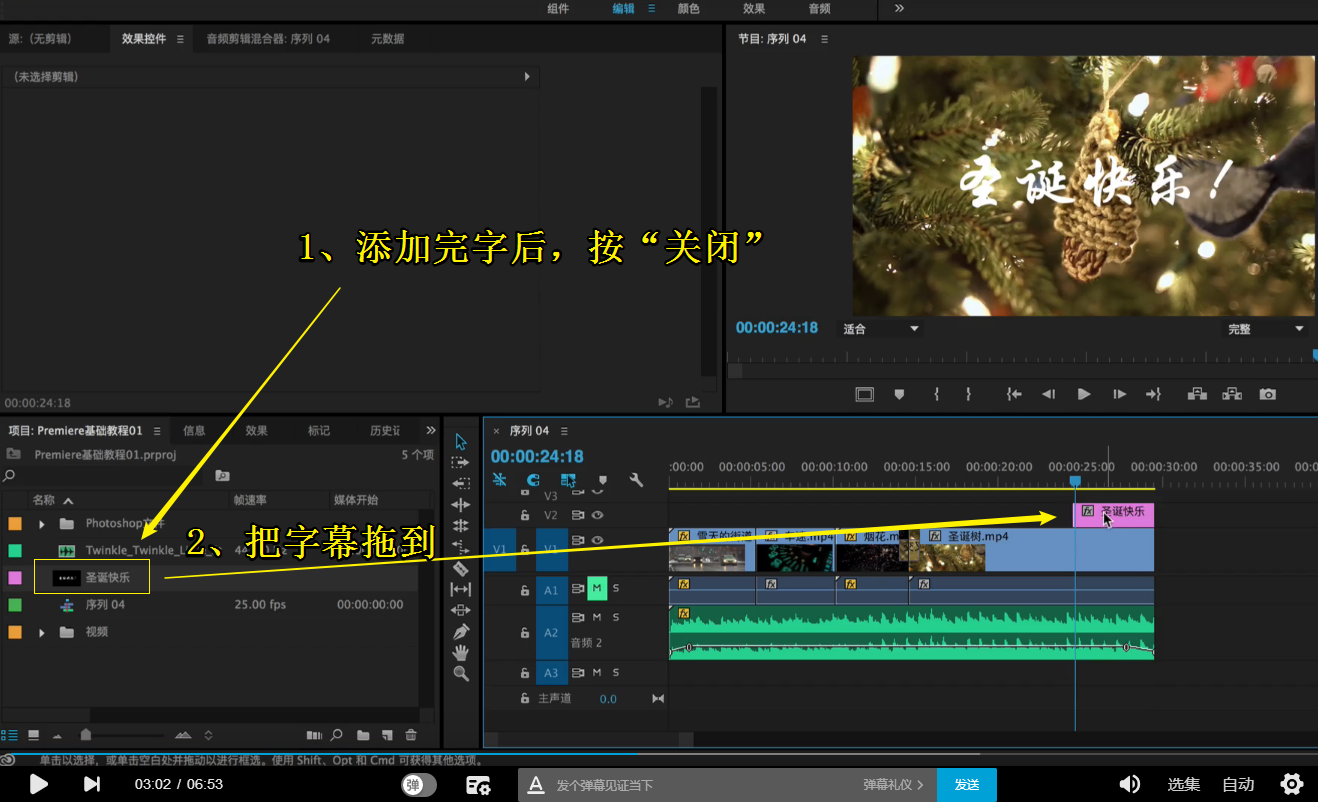 组件 编辑 颜色 效果 音频
源:(无剪辑) 效果控件 音频剪辑混合器: 序列 04 元数据
节目: 序列 04
(未选择剪辑)
圣诞快乐!
1、添加完字后，按“关闭”
00:00:24:18 适合 完整
00:00:24:18
项目: Premiere基础教程01 信息 效果 标记 历史记
Premiere基础教程01.prproj 5 个项
名称 帧速率 媒体开始
Photoshop文件
Twinkle_Twinkle_L
2、把字幕拖到
圣诞快乐
序列 04 25.00 fps 00:00:00:00
视频
× 序列 04
00:00:24:18
:00:00 00:00:05:00 00:00:10:00 00:00:15:00 00:00:20:00 00:00:25:00 00:00:30:00 00:00:35:00 00:0
V3
V2 fx 圣诞快乐
V1 V1 fx 雪天的街道 fx 车速.mp4 fx 烟花.m fx 圣诞树.mp4
A1 M S fx fx fx fx
A2 M S fx
音频 2
A3 M S
主声道 0.0
单击以选择，或单击空白处并拖动以进行框选。使用 Shift、Opt 和 Cmd 可获得其他选项。
03:02 / 06:53 弹 A 发个弹幕见证当下 弹幕礼仪 > 发送 选集 自动